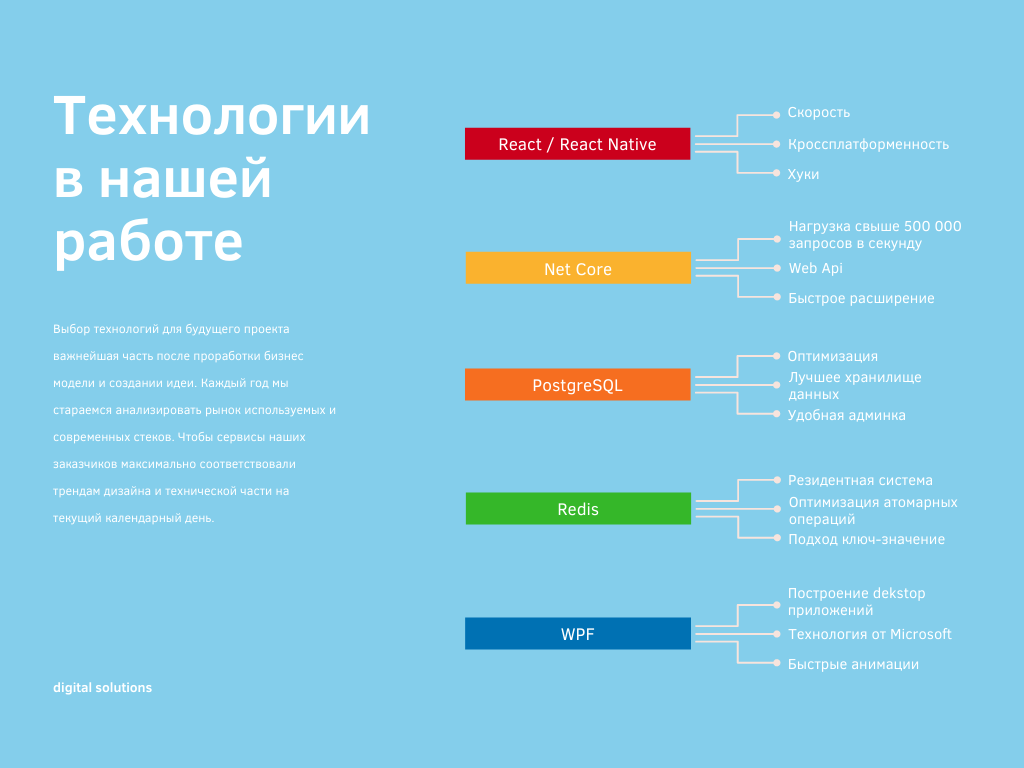 Технологии
в нашей
работе
Выбор технологий для будущего проекта
важнейшая часть после проработки бизнес
модели и создании идеи. Каждый год мы
стараемся анализировать рынок используемых и
современных стеков. Чтобы сервисы наших
заказчиков максимально соответствовали
трендам дизайна и технической части на
текущий календарный день.
digital solutions
React / React Native
Скорость
Кроссплатформенность
Хуки
Net Core
Нагрузка свыше 500 000
запросов в секунду
Web Api
Быстрое расширение
PostgreSQL
Оптимизация
Лучшее хранилище
данных
Удобная админка
Redis
Резидентная система
Оптимизация атомарных
операций
Подход ключ-значение
WPF
Построение dekstop
приложений
Технология от Microsoft
Быстрые анимации